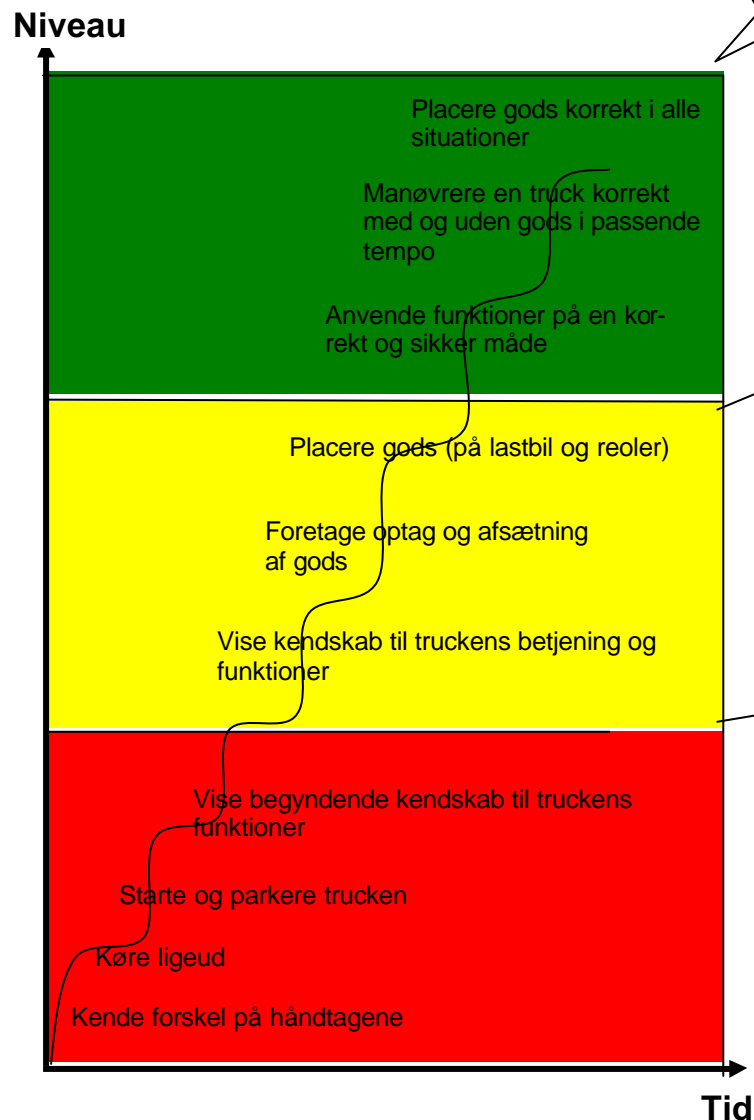 Niveau
Placere gods korrekt i alle
situationer
Manøvrere en truck korrekt
med og uden gods i passende
tempo
Anvende funktioner på en kor-
rekt og sikker måde
Placere gods (på lastbil og reoler)
Foretage optag og afsætning
af gods
Vise kendskab til truckens betjening og
funktioner
Vise begyndende kendskab til truckens
funktioner
Starte og parkere trucken
Køre ligeud
Kende forskel på håndtagene
Tid